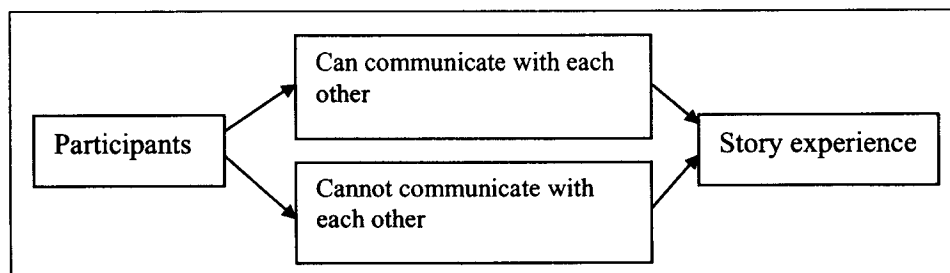 Can communicate with each
other
Participants
Story experience
Cannot communicate with
each other